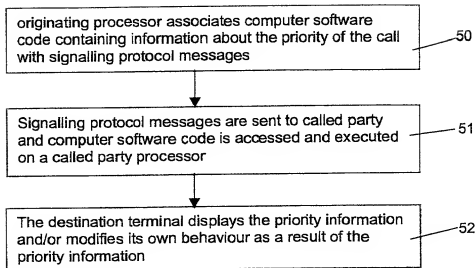 originating processor associates computer software
code containing information about the priority of the call
with signalling protocol messages
50
Signalling protocol messages are sent to called party
and computer software code is accessed and executed
on a called party processor
51
The destination terminal displays the priority information
and/or modifies its own behaviour as a result of the
priority information
52